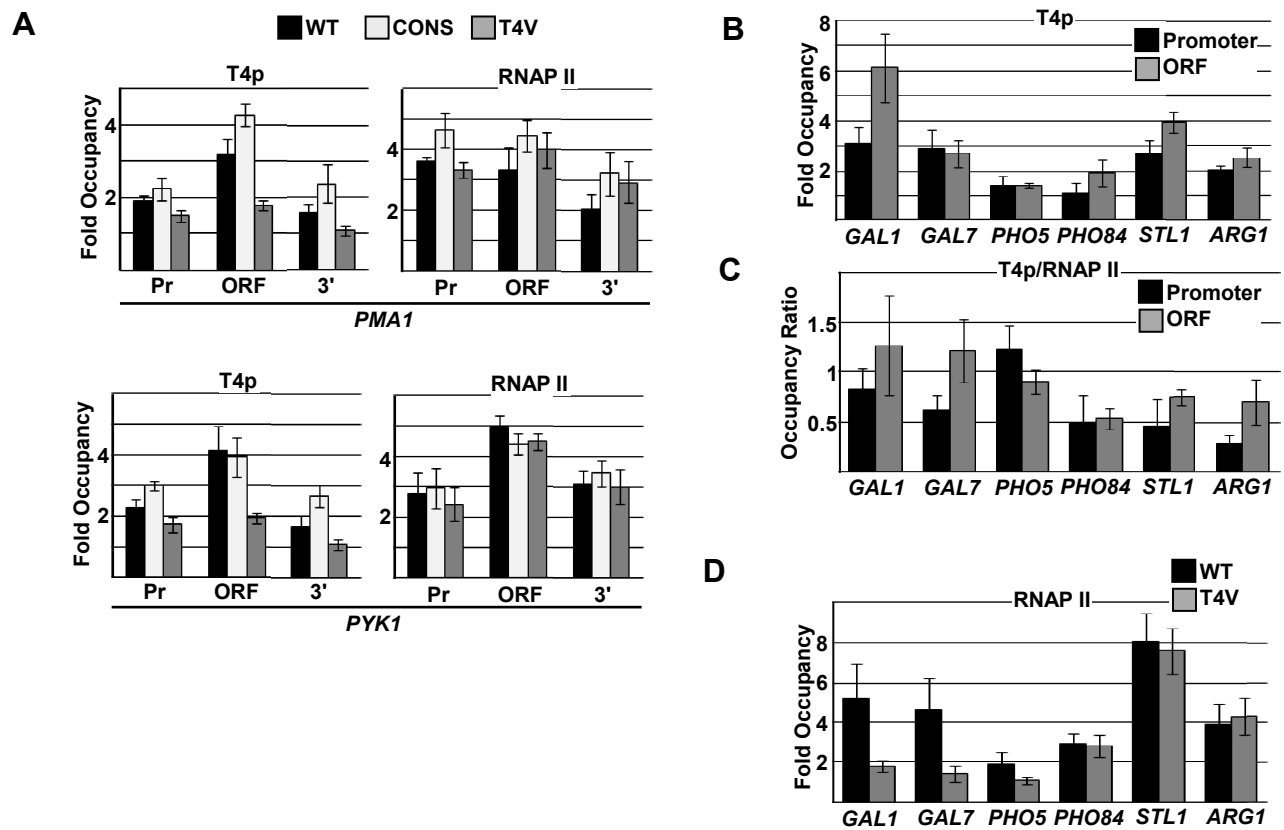 A
WT CONS T4V
T4p
RNAP II
Fold Occupancy
4
2
4
2
Pr ORF 3'
Pr ORF 3'
PMA1
T4p
RNAP II
Fold Occupancy
4
2
4
2
Pr ORF 3'
Pr ORF 3'
PYK1
B
T4p
Promoter
ORF
Fold Occupancy
8
6
4
2
0
GAL1 GAL7 PHO5 PHO84 STL1 ARG1
C
T4p/RNAP II
Promoter
ORF
Occupancy Ratio
1.5
1
0.5
GAL1 GAL7 PHO5 PHO84 STL1 ARG1
D
WT
T4V
RNAP II
Fold Occupancy
8
6
4
2
GAL1 GAL7 PHO5 PHO84 STL1 ARG1